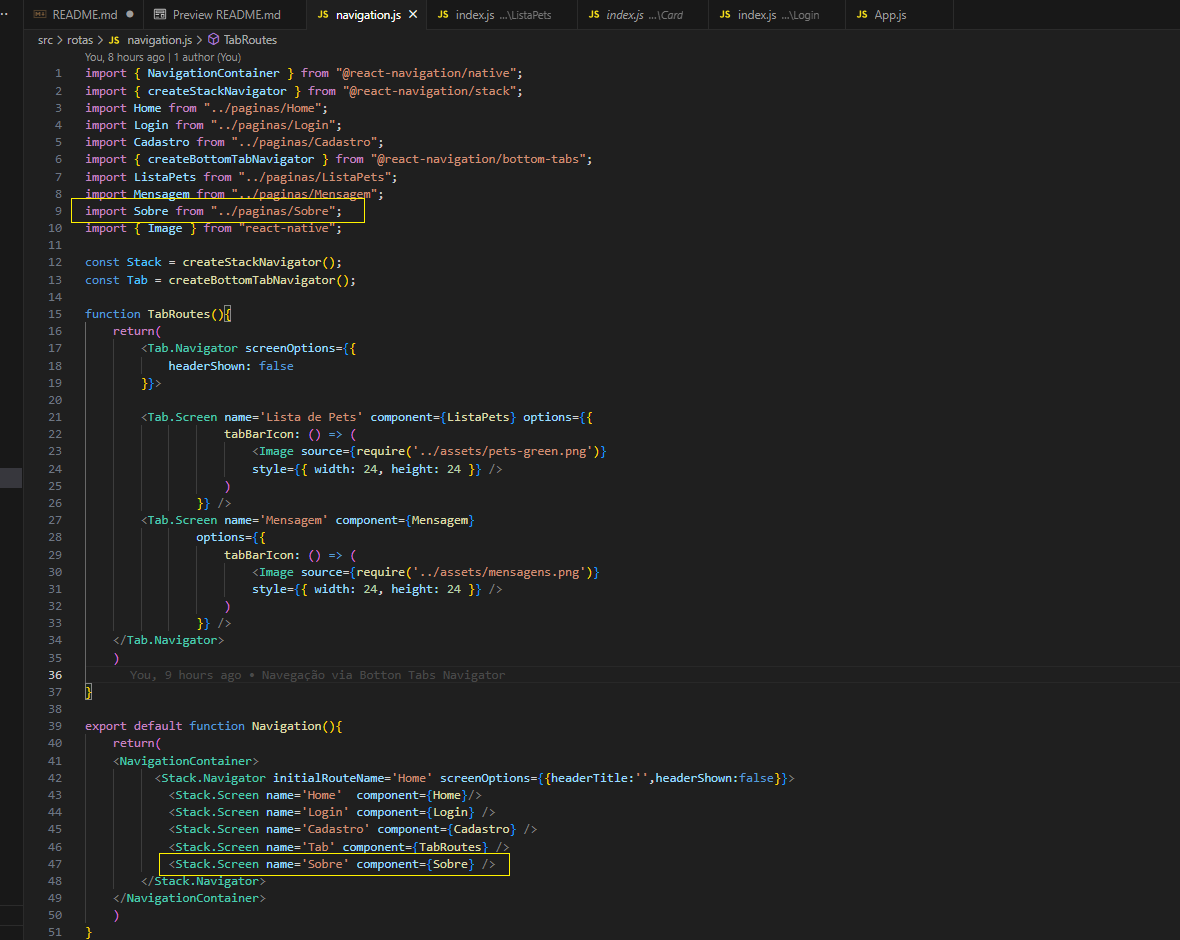 README.md ● Preview README.md JS navigation.js × JS index.js ...\ListaPets JS index.js ...\Card JS index.js ...\Login JS App.js
src > rotas > JS navigation.js > TabRoutes
You, 8 hours ago | 1 author (You)
1 import { NavigationContainer } from "@react-navigation/native";
2 import { createStackNavigator } from "@react-navigation/stack";
3 import Home from "../paginas/Home";
4 import Login from "../paginas/Login";
5 import Cadastro from "../paginas/Cadastro";
6 import { createBottomTabNavigator } from "@react-navigation/bottom-tabs";
7 import ListaPets from "../paginas/ListaPets";
8 import Mensagem from "../paginas/Mensagem";
9 import Sobre from "../paginas/Sobre";
10 import { Image } from "react-native";
11
12 const Stack = createStackNavigator();
13 const Tab = createBottomTabNavigator();
14
15 function TabRoutes(){
16 return(
17 <Tab.Navigator screenOptions={{
18 headerShown: false
19 }}>
20
21 <Tab.Screen name='Lista de Pets' component={ListaPets} options={{
22 tabBarIcon: () => (
23 <Image source={require('../assets/pets-green.png')}
24 style={{ width: 24, height: 24 }} />
25 )
26 }} />
27 <Tab.Screen name='Mensagem' component={Mensagem}
28 options={{
29 tabBarIcon: () => (
30 <Image source={require('../assets/mensagens.png')}
31 style={{ width: 24, height: 24 }} />
32 )
33 }} />
34 </Tab.Navigator>
35 )
36 You, 9 hours ago • Navegação via Botton Tabs Navigator
37 }
38
39 export default function Navigation(){
40 return(
41 <NavigationContainer>
42 <Stack.Navigator initialRouteName='Home' screenOptions={{headerTitle:'',headerShown:false}}>
43 <Stack.Screen name='Home' component={Home}/>
44 <Stack.Screen name='Login' component={Login} />
45 <Stack.Screen name='Cadastro' component={Cadastro} />
46 <Stack.Screen name='Tab' component={TabRoutes} />
47 <Stack.Screen name='Sobre' component={Sobre} />
48 </Stack.Navigator>
49 </NavigationContainer>
50 )
51 }